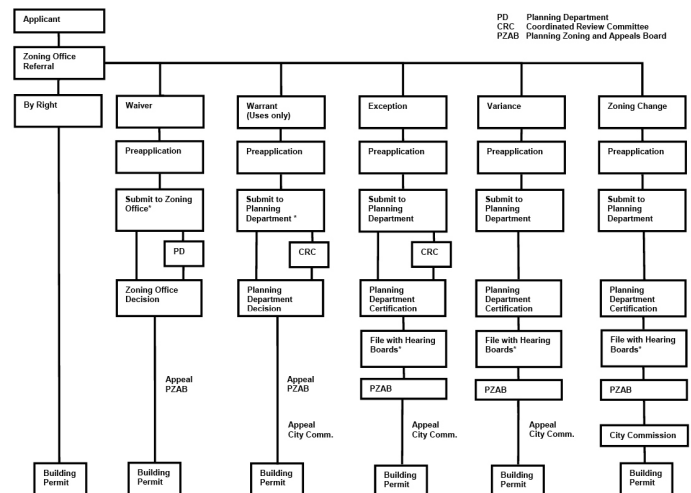 Applicant
PD Planning Department
CRC Coordinated Review Committee
PZAB Planning Zoning and Appeals Board
Zoning Office
Referral
By Right
Waiver
Warrant
(Uses only)
Exception
Variance
Zoning Change
Preapplication
Preapplication
Preapplication
Preapplication
Preapplication
Submit to Zoning
Office*
Submit to
Planning
Department *
Submit to
Planning
Department
Submit to
Planning
Department
Submit to
Planning
Department
PD
CRC
CRC
Zoning Office
Decision
Planning
Department
Decision
Planning
Department
Certification
Planning
Department
Certification
Planning
Department
Certification
File with Hearing
Boards*
File with Hearing
Boards*
File with Hearing
Boards*
Appeal
PZAB
Appeal
PZAB
PZAB
PZAB
PZAB
Appeal
City Comm.
Appeal
City Comm.
Appeal
City Comm.
City Commission
Building
Permit
Building
Permit
Building
Permit
Building
Permit
Building
Permit
Building
Permit